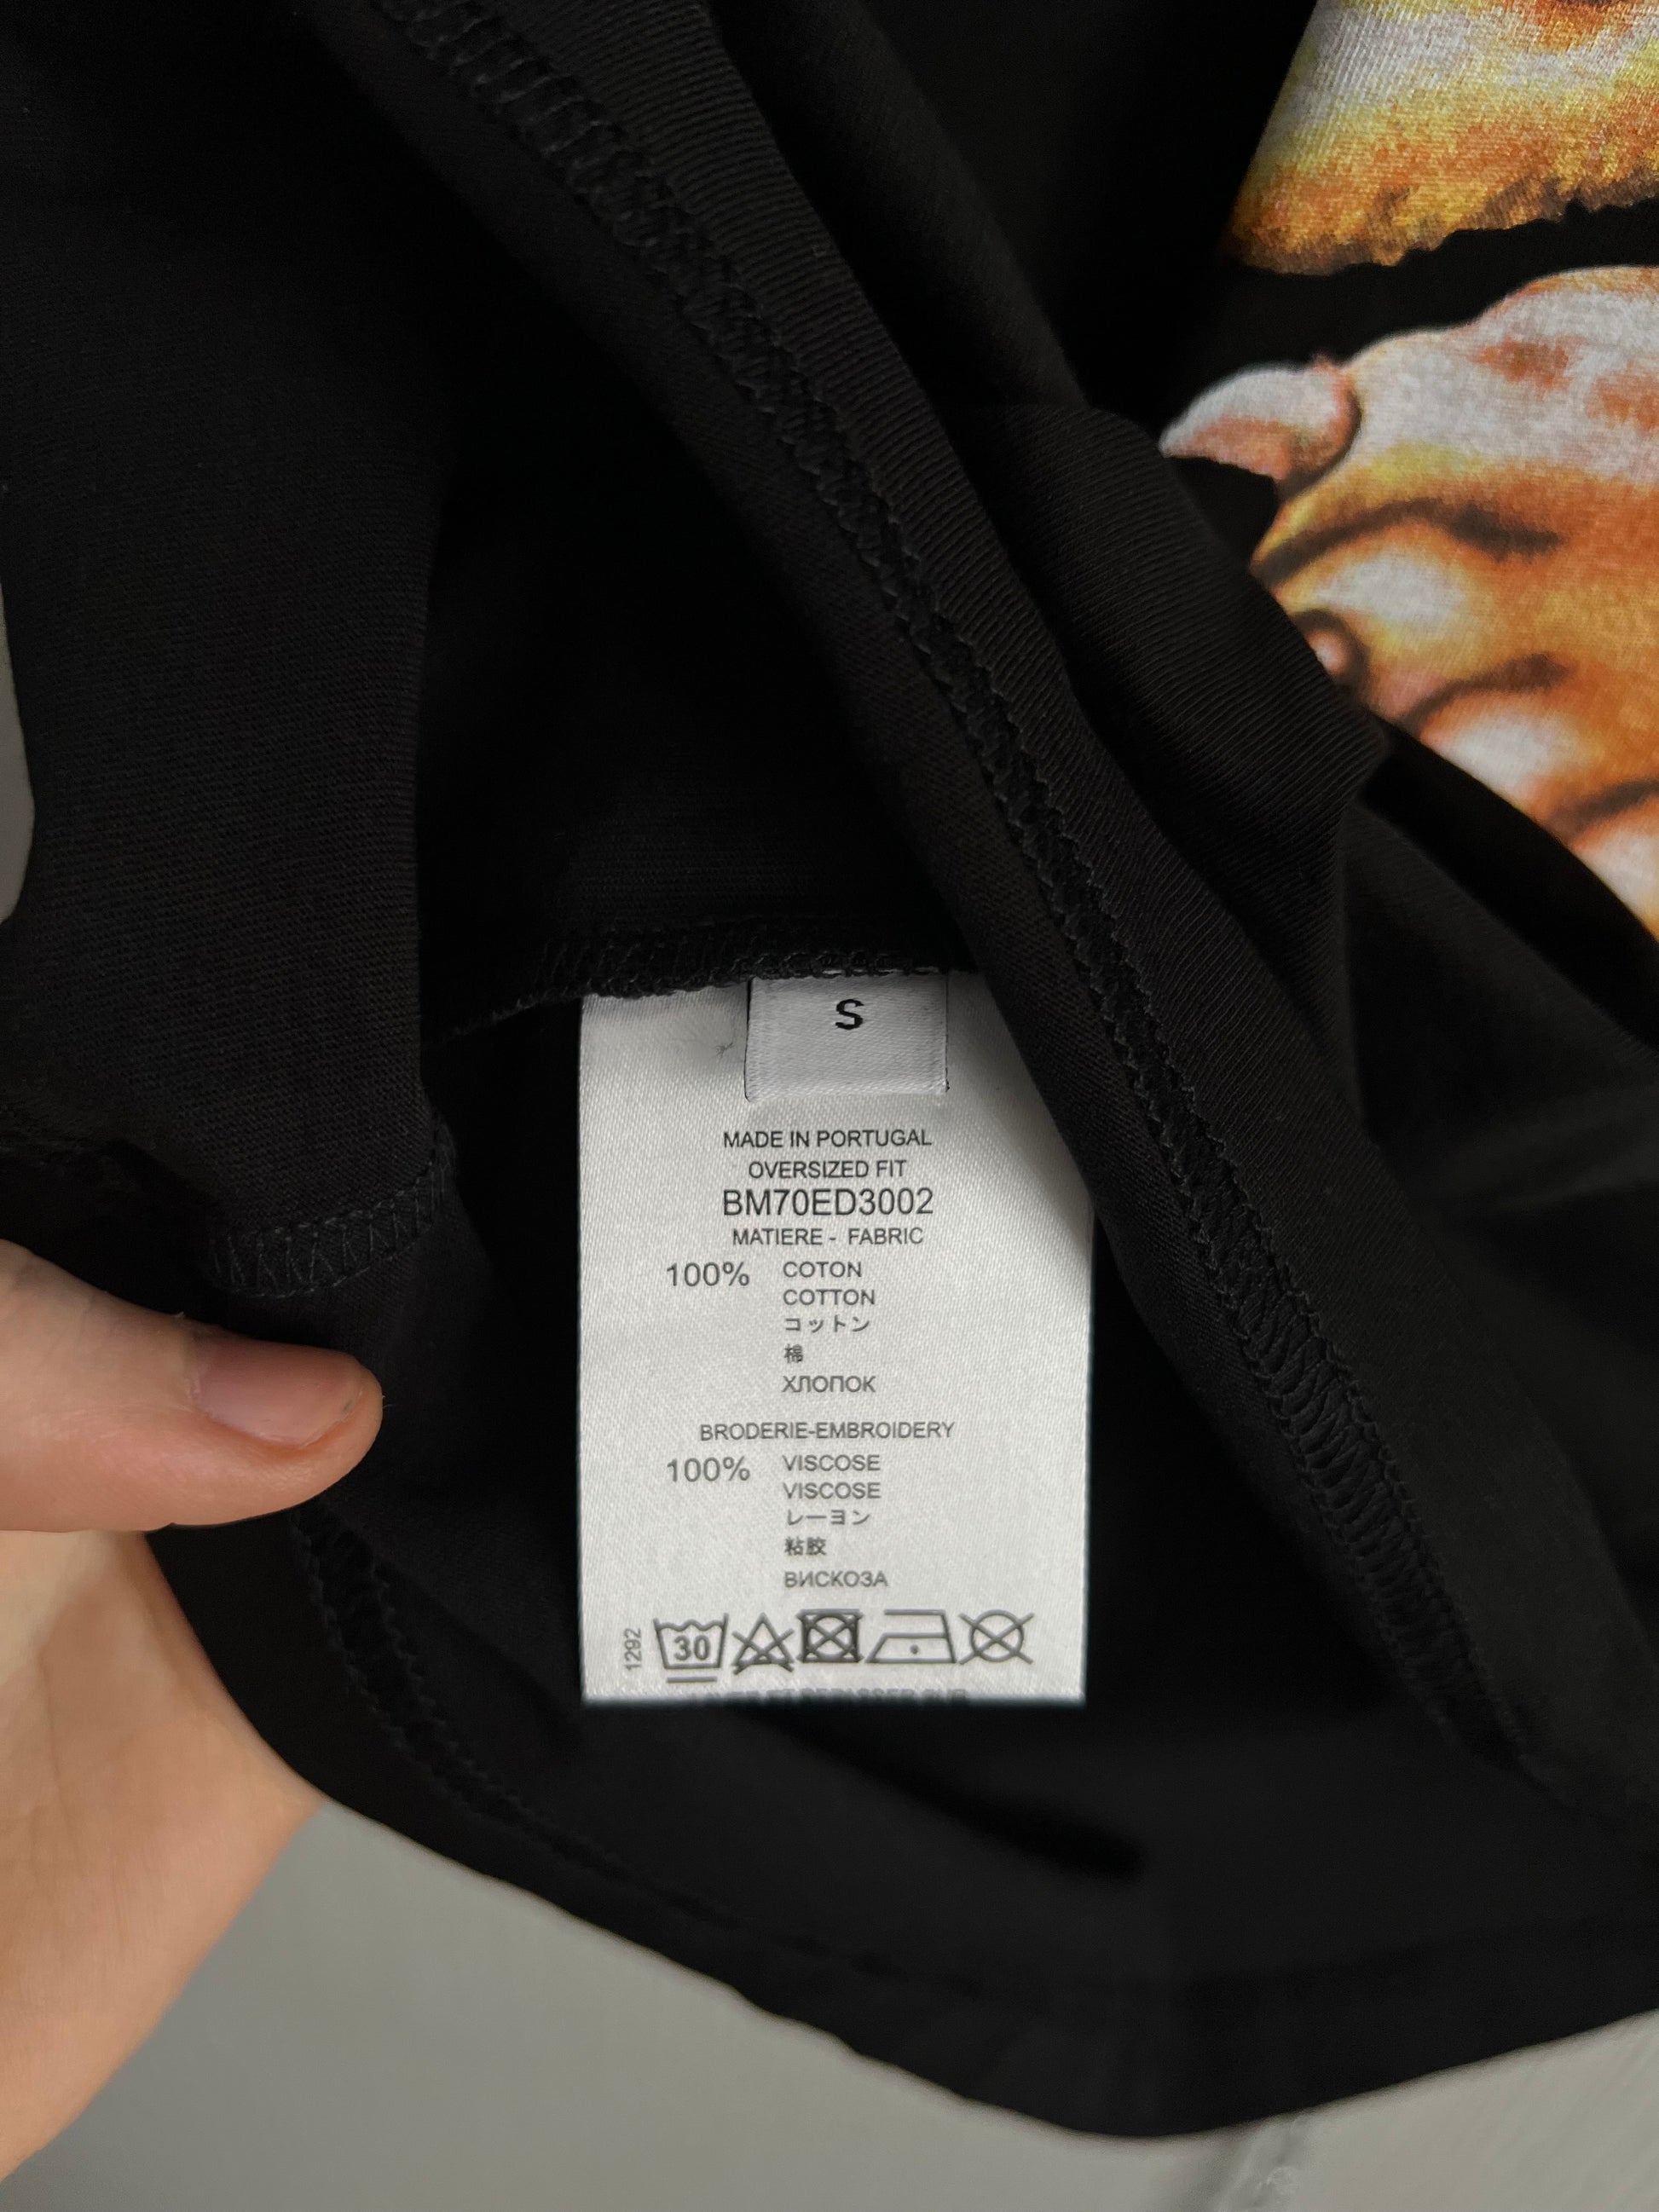 S
MADE IN PORTUGAL
OVERSIZED FIT
BM70ED3002
MATIERE - FABRIC
100% COTON
COTTON
コットン
棉
ХЛОПОК
BRODERIE-EMBROIDERY
100% VISCOSE
VISCOSE
レーヨン
粘胶
ВИСКОЗА
1292
30